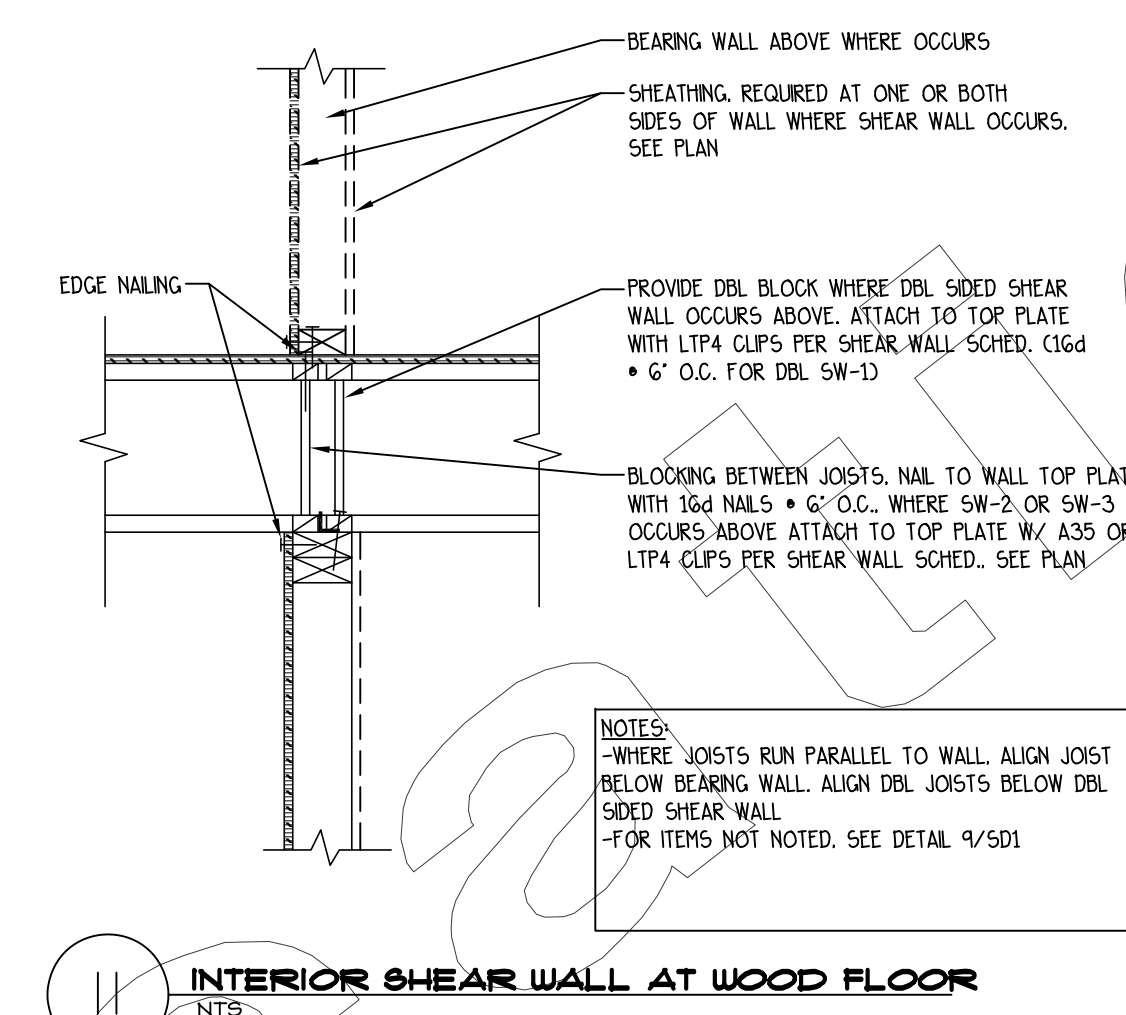 BEARING WALL ABOVE WHERE OCCURS
SHEATHING, REQUIRED AT ONE OR BOTH
SIDES OF WALL WHERE SHEAR WALL OCCURS,
SEE PLAN
EDGE NAILING
PROVIDE DBL BLOCK WHERE DBL SIDED SHEAR
WALL OCCURS ABOVE. ATTACH TO TOP PLATE
WITH LTP4 CLIPS PER SHEAR WALL SCHED. (16d
@ 6" O.C. FOR DBL SW-1)
BLOCKING BETWEEN JOISTS, NAIL TO WALL TOP PLAT
WITH 16d NAILS @ 6" O.C., WHERE SW-2 OR SW-3
OCCURS ABOVE ATTACH TO TOP PLATE W/ A35 OR
LTP4 CLIPS PER SHEAR WALL SCHED., SEE PLAN
NOTES:
-WHERE JOISTS RUN PARALLEL TO WALL, ALIGN JOIST
BELOW BEARING WALL. ALIGN DBL JOISTS BELOW DBL
SIDED SHEAR WALL
-FOR ITEMS NOT NOTED, SEE DETAIL 9/SD1
11
INTERIOR SHEAR WALL AT WOOD FLOOR
NTS